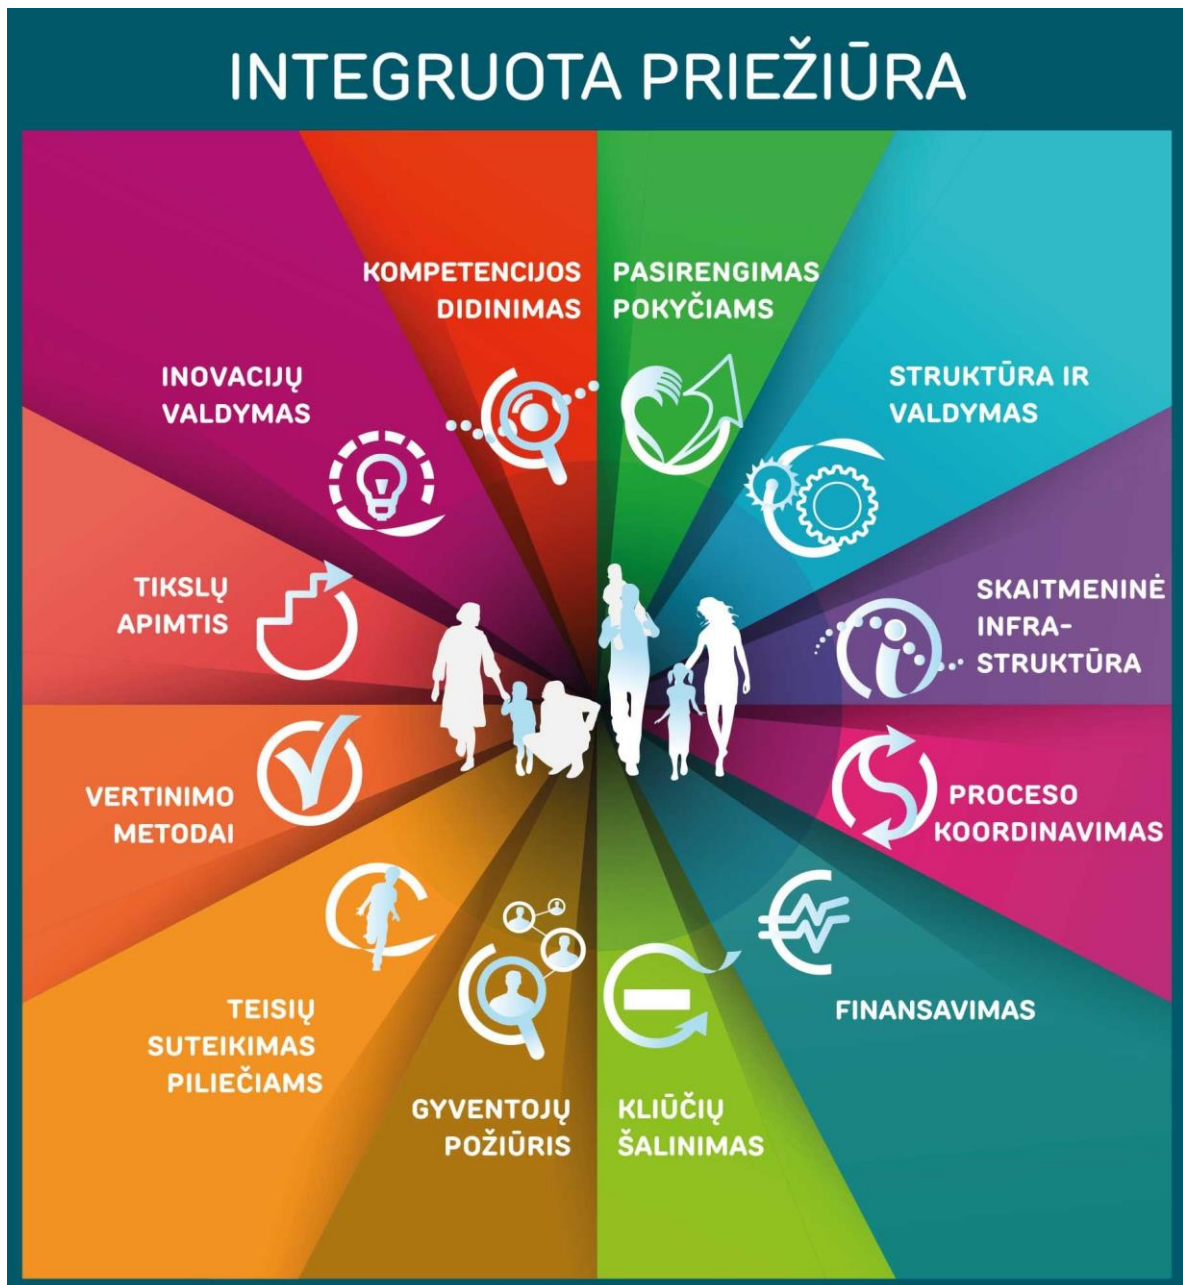 INTEGRUOTA PRIEŽIŪRA
KOMPETENCIJOS
DIDINIMAS
PASIRENGIMAS
POKYČIAMS
STRUKTŪRA IR
VALDYMAS
SKAITMENINĖ
INFRA-
STRUKTŪRA
PROCESO
KOORDINAVIMAS
FINANSAVIMAS
KLIŪČIŲ
ŠALINIMAS
GYVENTOJŲ
POŽIŪRIS
TEISIŲ
SUTEIKIMAS
PILIEČIAMS
VERTINIMO
METODAI
TIKSLŲ
APIMTIS
INOVACIJŲ
VALDYMAS